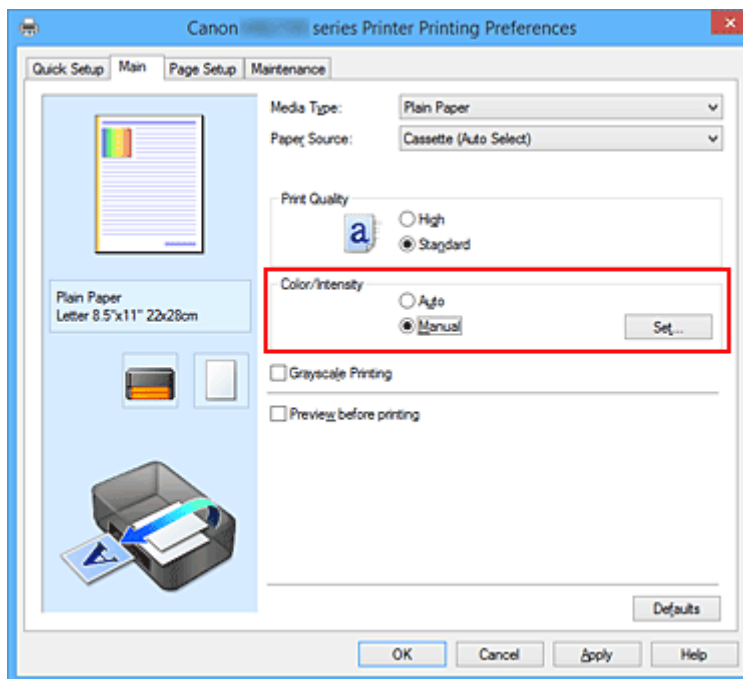 Canon series Printer Printing Preferences
Quick Setup Main Page Setup Maintenance
Media Type: Plain Paper
Paper Source: Cassette (Auto Select)
Print Quality
a
High
Standard
Color/Intensity
Auto
Manual
Set...
Plain Paper
Letter 8.5"x11" 22x28cm
Grayscale Printing
Preview before printing
A
Defaults
OK Cancel Apply Help